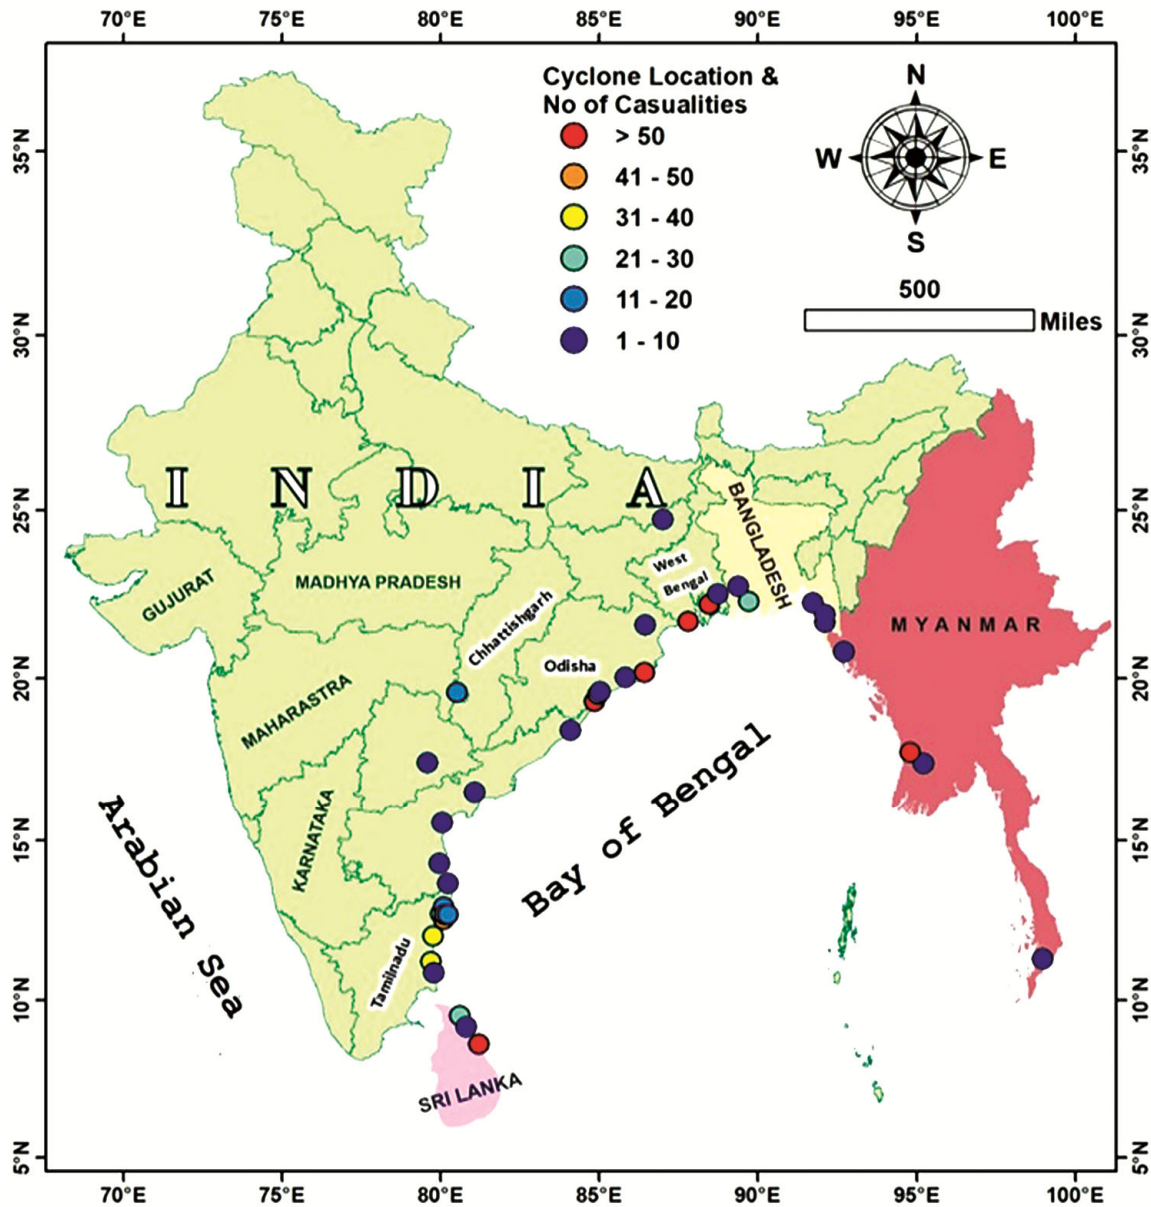 70°E 75°E 80°E 85°E 90°E 95°E 100°E
Cyclone Location &
No of Casualities
> 50
41 - 50
31 - 40
21 - 30
11 - 20
1 - 10
N
W E
S
500
Miles
35°N 35°N
30°N 30°N
25°N 25°N
20°N 20°N
15°N 15°N
10°N 10°N
5°N 5°N
INDIA
BANGLADESH
West
Bengal
GUJURAT
MADHYA PRADESH
Chhattishgarh
MYANMAR
Odisha
MAHARASTRA
KARNATAKA
Bay of Bengal
Arabian Sea
Tamilnadu
SRI LANKA
70°E 75°E 80°E 85°E 90°E 95°E 100°E